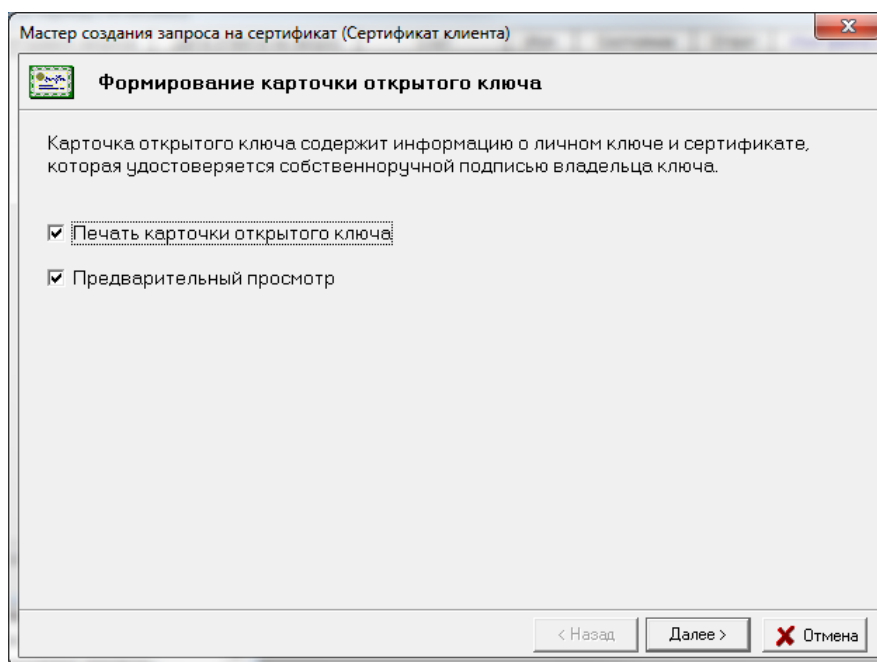 Мастер создания запроса на сертификат (Сертификат клиента)
Формирование карточки открытого ключа
Карточка открытого ключа содержит информацию о личном ключе и сертификате,
которая удостоверяется собственноручной подписью владельца ключа.
Печать карточки открытого ключа
Предварительный просмотр
< Назад Далее > Отмена